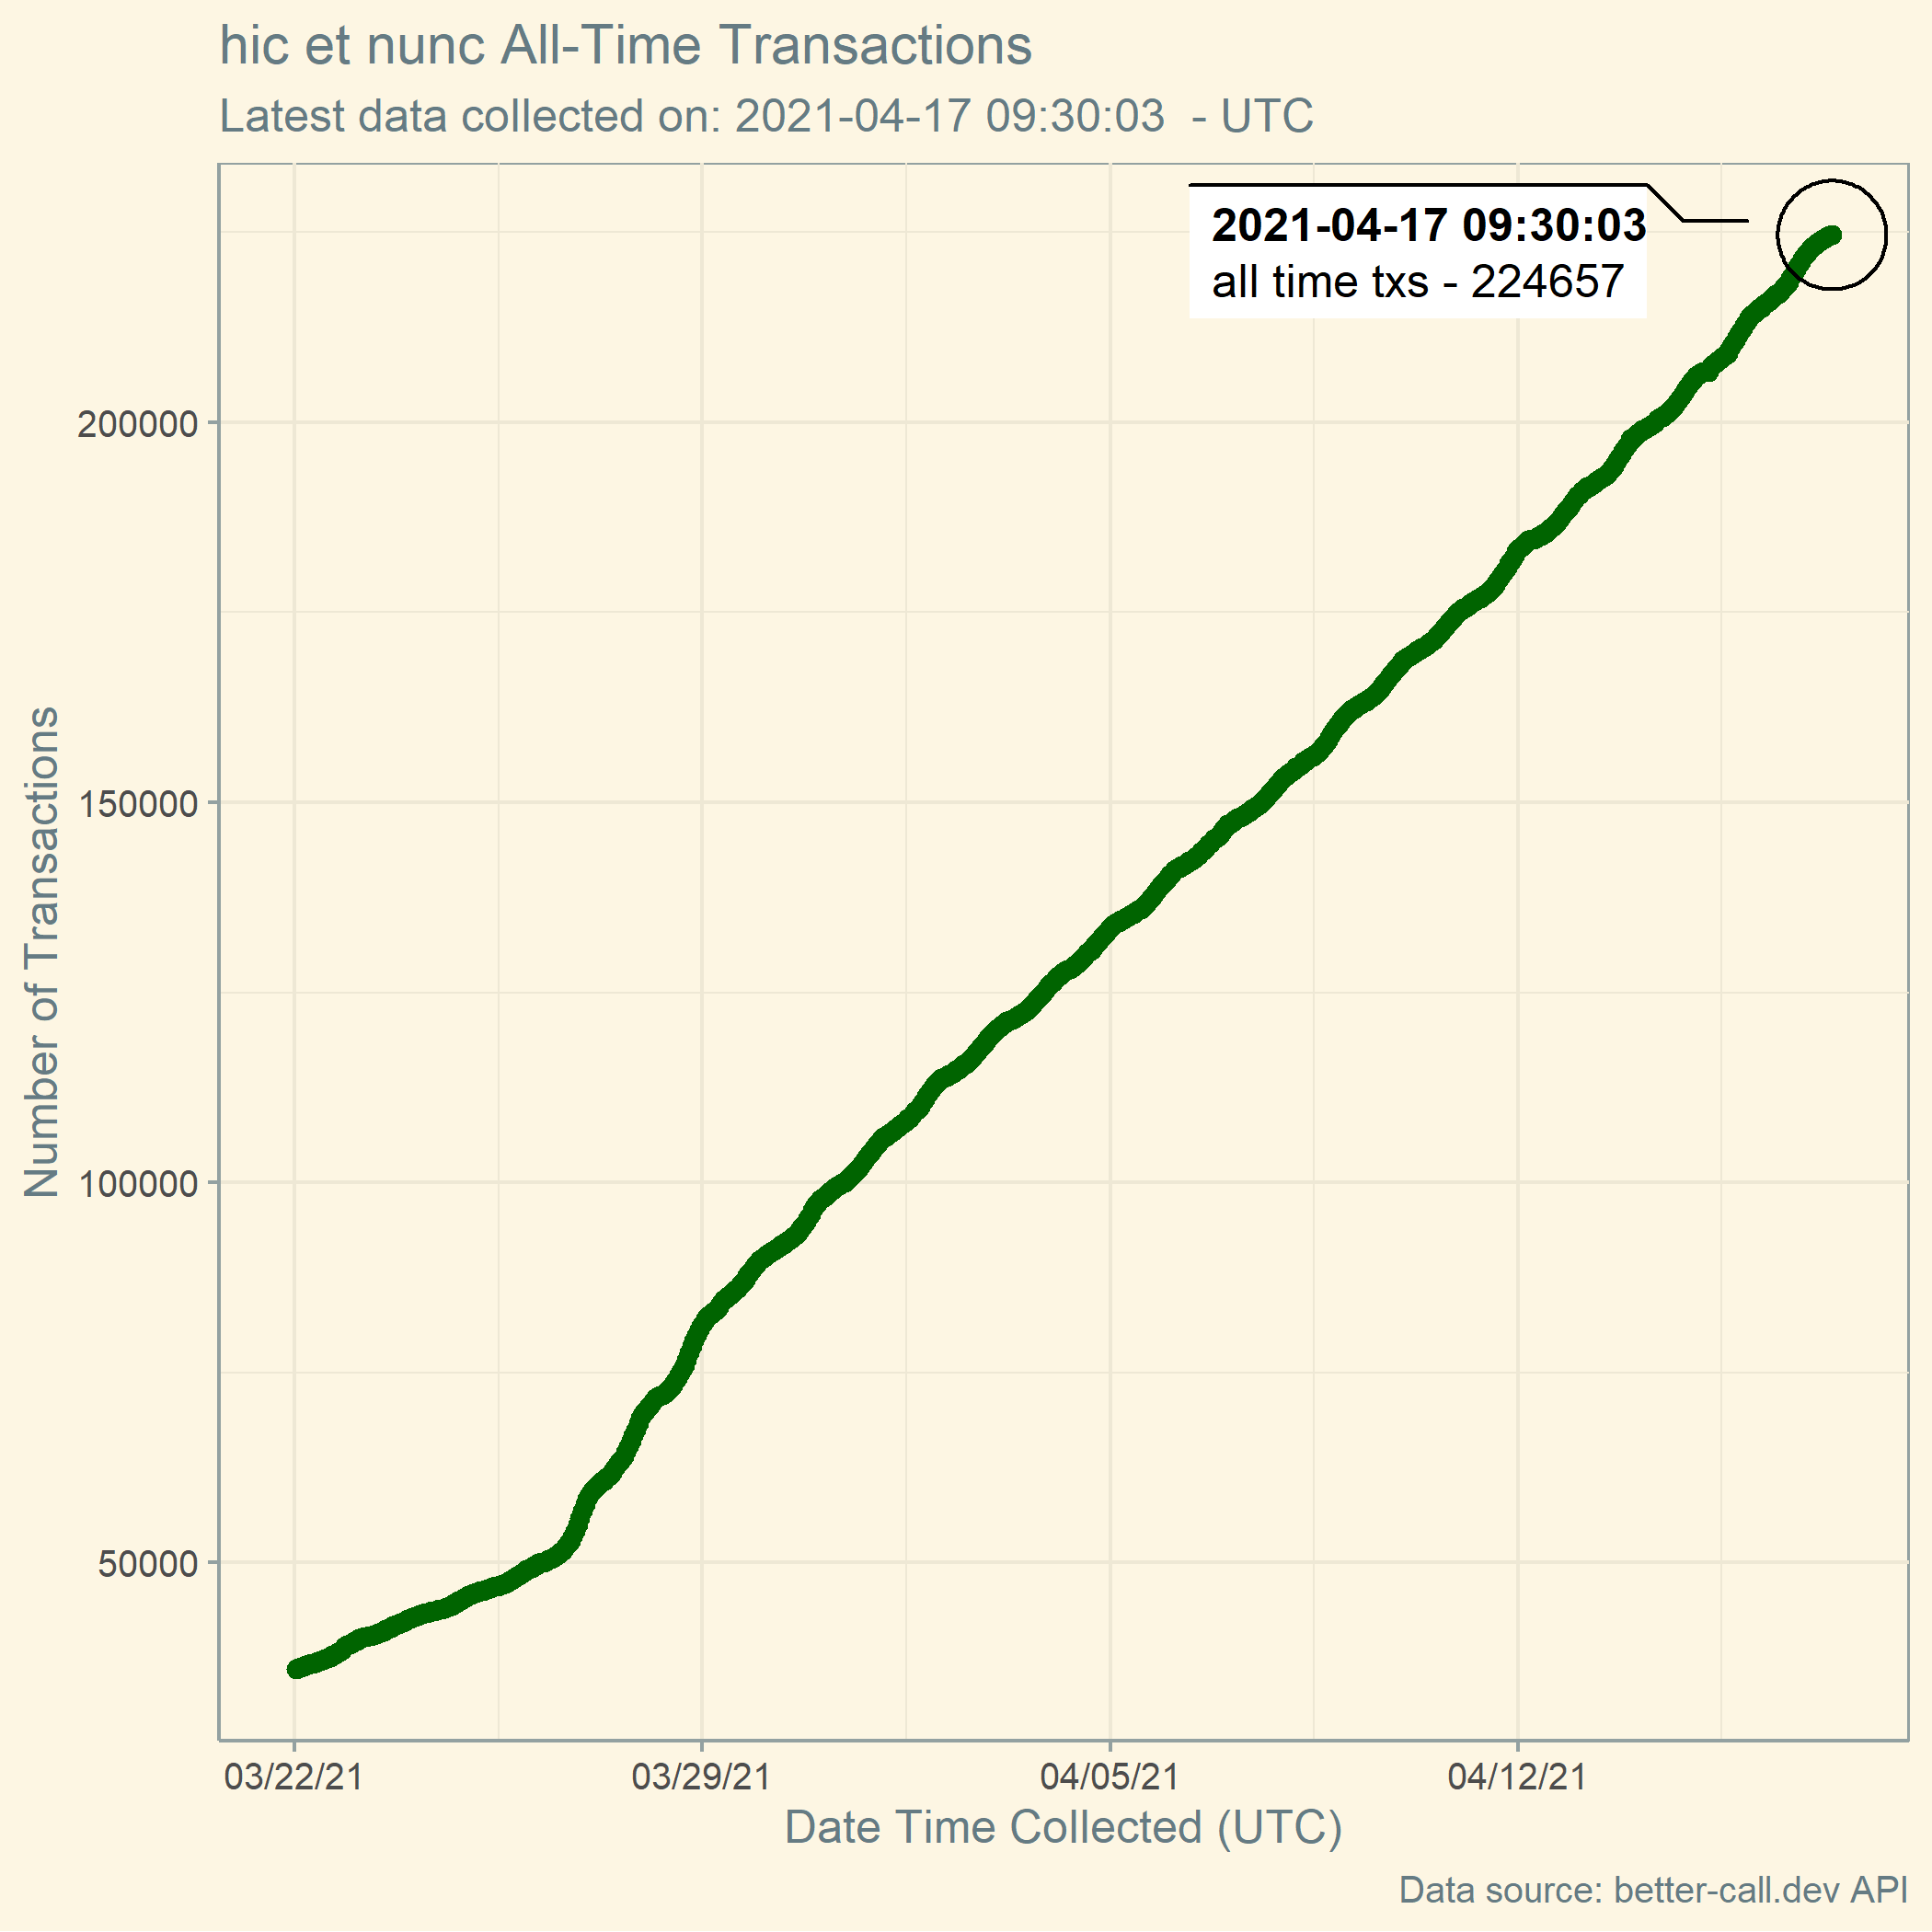 hic et nunc All-Time Transactions
Latest data collected on: 2021-04-17 09:30:03  - UTC
2021-04-17 09:30:03
all time txs - 224657
Number of Transactions
200000
150000
100000
50000
03/22/21
03/29/21
04/05/21
04/12/21
Date Time Collected (UTC)
Data source: better-call.dev API